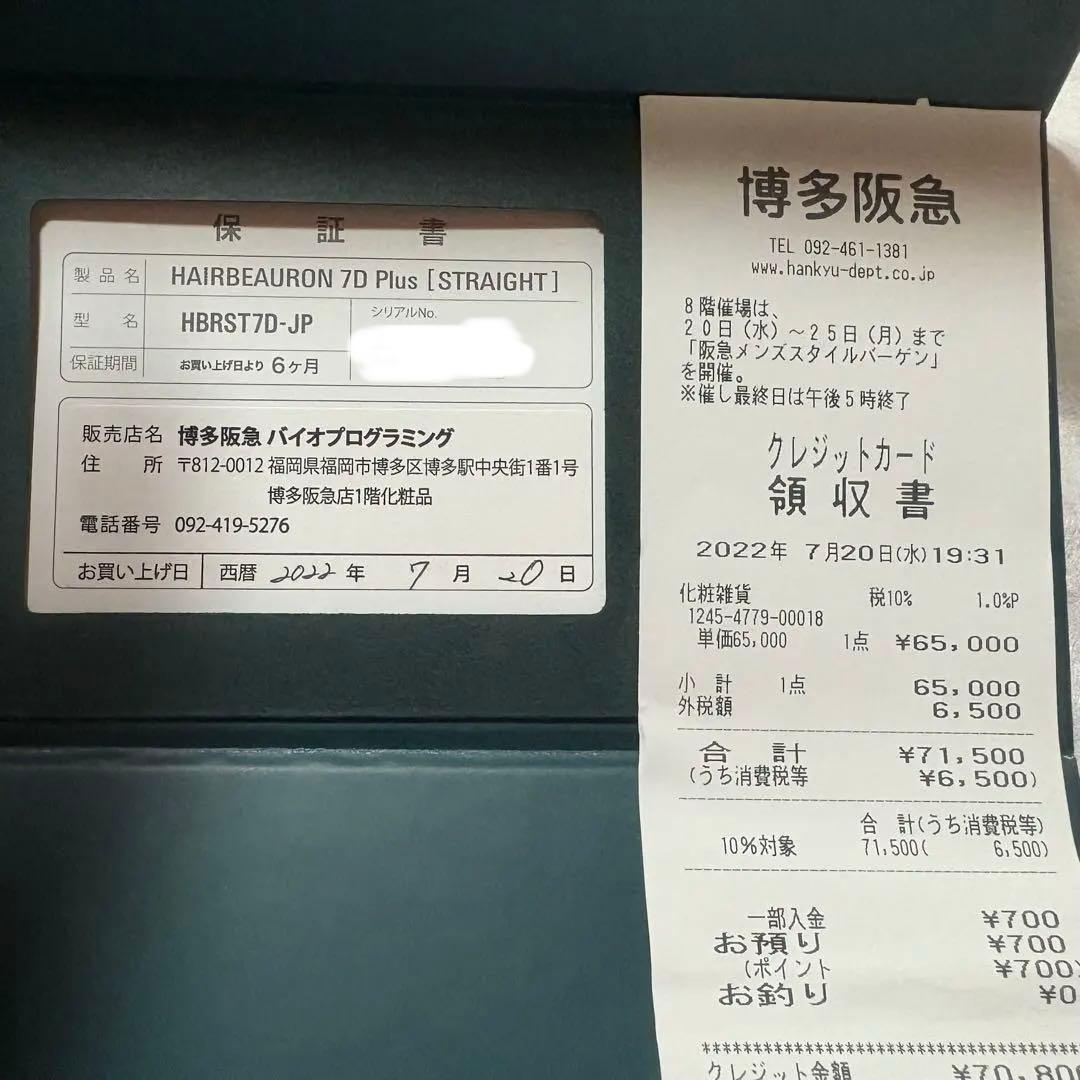 保証書
製品名 HAIRBEAURON 7D Plus [STRAIGHT]
型名 HBRST7D-JP シリアルNo.
保証期間 お買い上げ日より 6ヶ月
販売店名 博多阪急 バイオプログラミング
住所 〒812-0012 福岡県福岡市博多区博多駅中央街1番1号
博多阪急店1階化粧品
電話番号 092-419-5276
お買い上げ日 西暦 2022 年 7 月 20 日
博多阪急
TEL 092-461-1381
www.hankyu-dept.co.jp
8階催場は、
20日(水)～25日(月)まで
「阪急メンズスタイルバーゲン」
を開催。
※催し最終日は午後5時終了
クレジットカード
領収書
2022年 7月20日(水)19:31
化粧雑貨 税10% 1.0%P
1245-4779-00018
単価65,000 1点 ¥65,000
小計 1点 65,000
外税額 6,500
合計 ¥71,500
(うち消費税等 ¥6,500)
合 計(うち消費税等)
10%対象 71,500( 6,500)
一部入金 ¥700
お預り ¥700
(ポイント ¥700)
お釣り ¥0
*****************************************
クレジット金額 ¥70,800